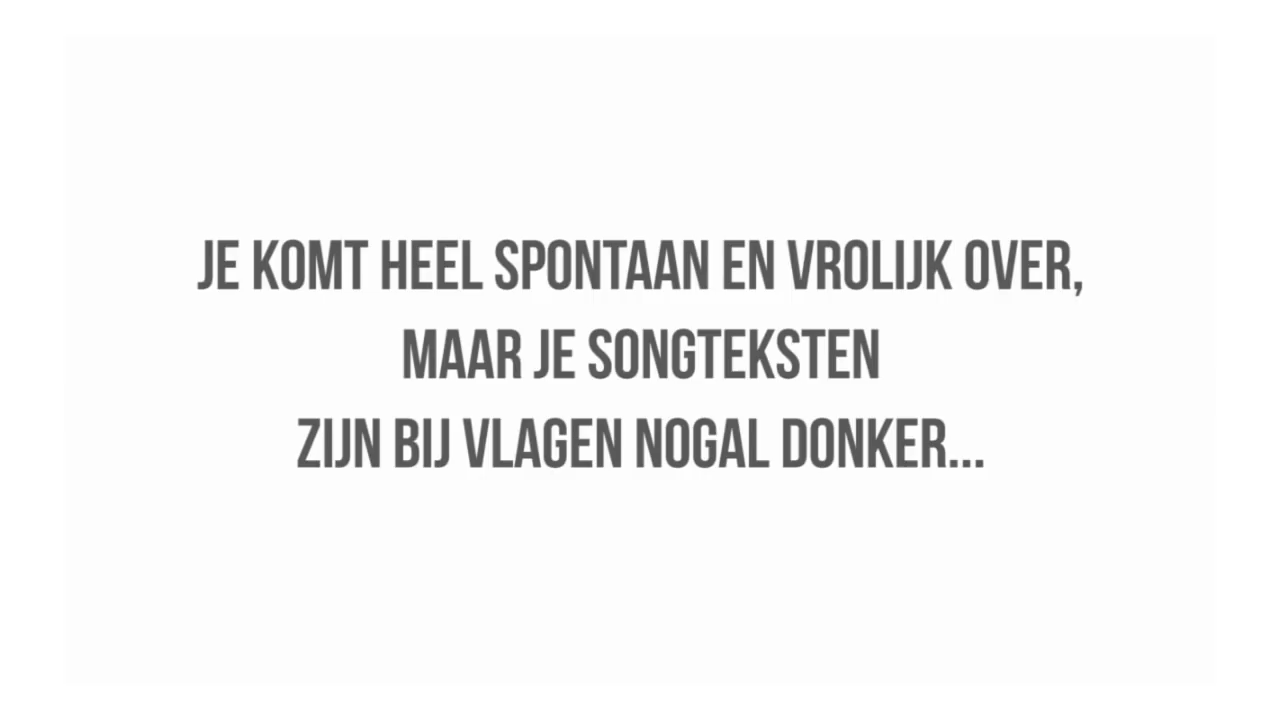 JE KOMT HEEL SPONTAAN EN VROLIJK OVER,
MAAR JE SONGTEKSTEN
ZIJN BIJ VLAGEN NOGAL DONKER...